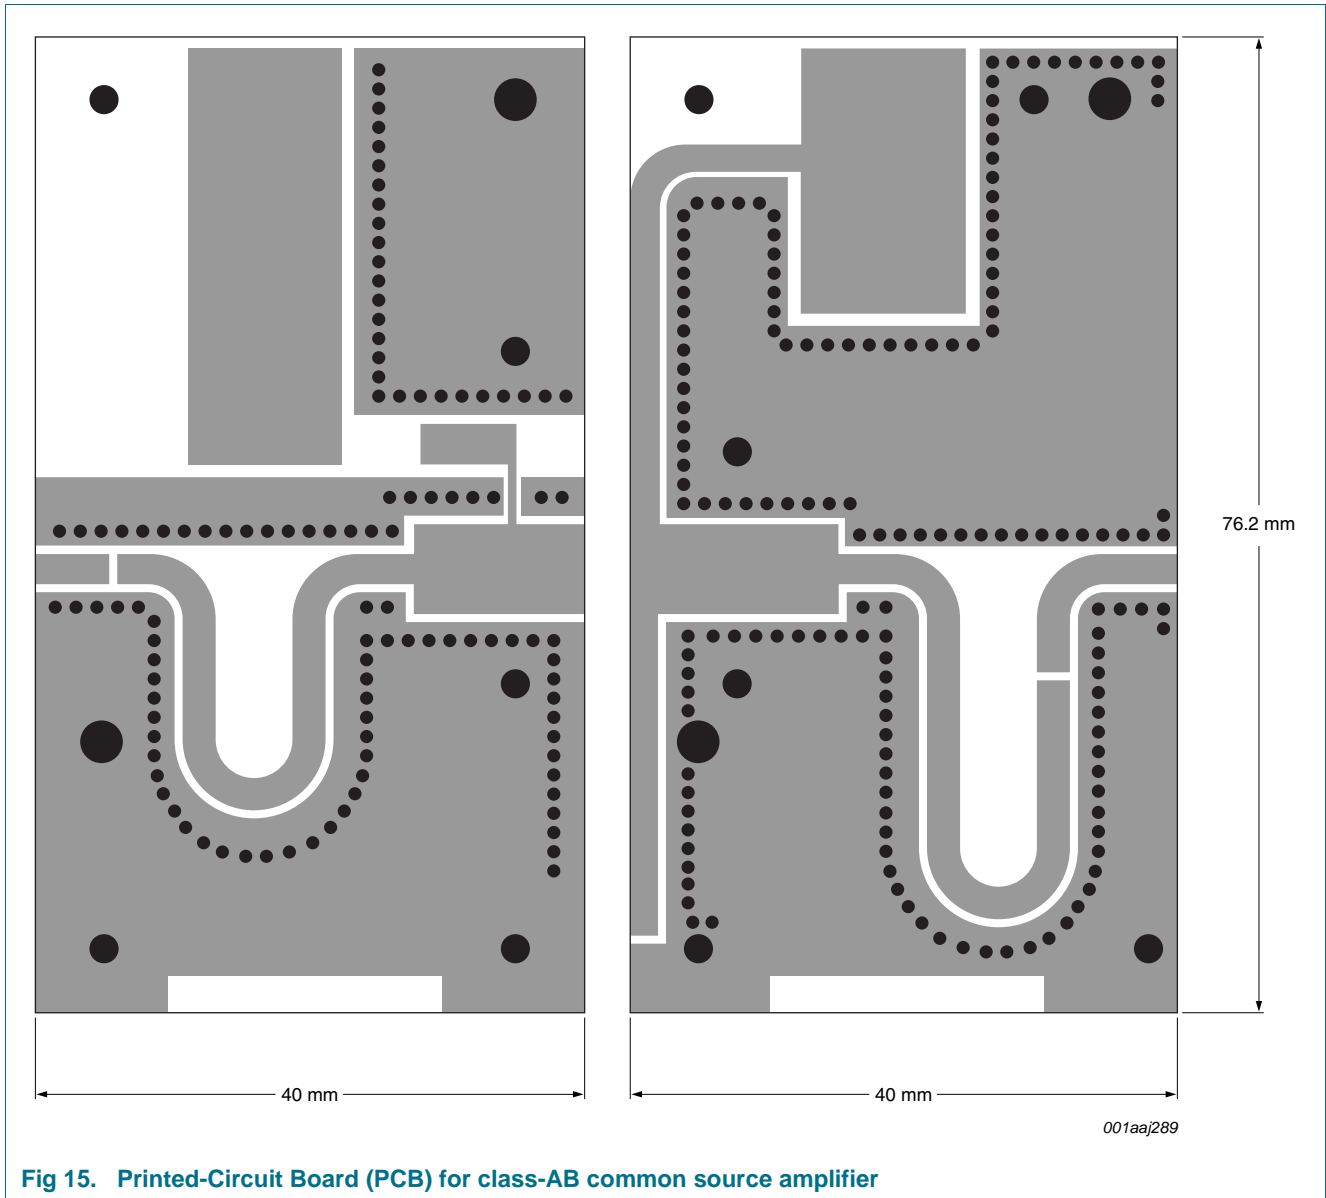 76.2 mm
40 mm
40 mm
001aaj289
Fig 15. Printed-Circuit Board (PCB) for class-AB common source amplifier